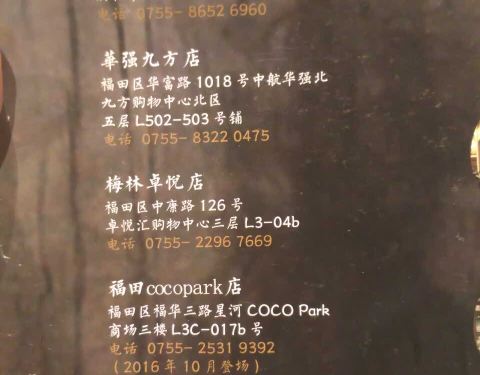 电话 0755- 8652 6960
華强九方店
福田区华富路 1018 号中航华强北
九方购物中心北区
五层 L502-503 号铺
电话 0755- 8322 0475
梅林卓悦店
福田区中康路 126 号
卓悦汇购物中心三层 L3-04b
电话 0755- 2296 7669
福田cocopark店
福田区福华三路星河 COCO Park
商场三楼 L3C-017b 号
电话 0755- 2531 9392
(2016 年 10 月登场)